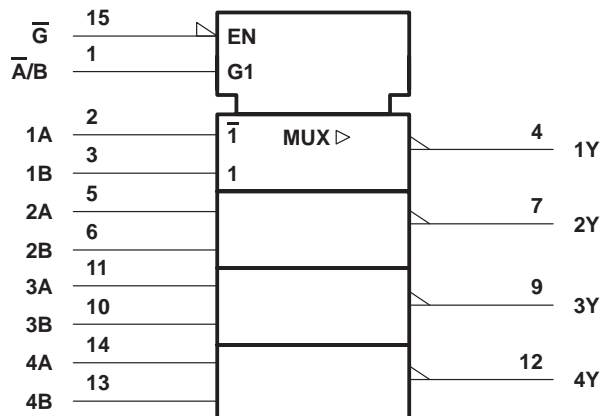 G̅ 15 EN
A̅/B 1 G1
1A 2 1̅ MUX ▷ 4 1Y
1B 3 1
2A 5 7 2Y
2B 6
3A 11 9 3Y
3B 10
4A 14 12 4Y
4B 13